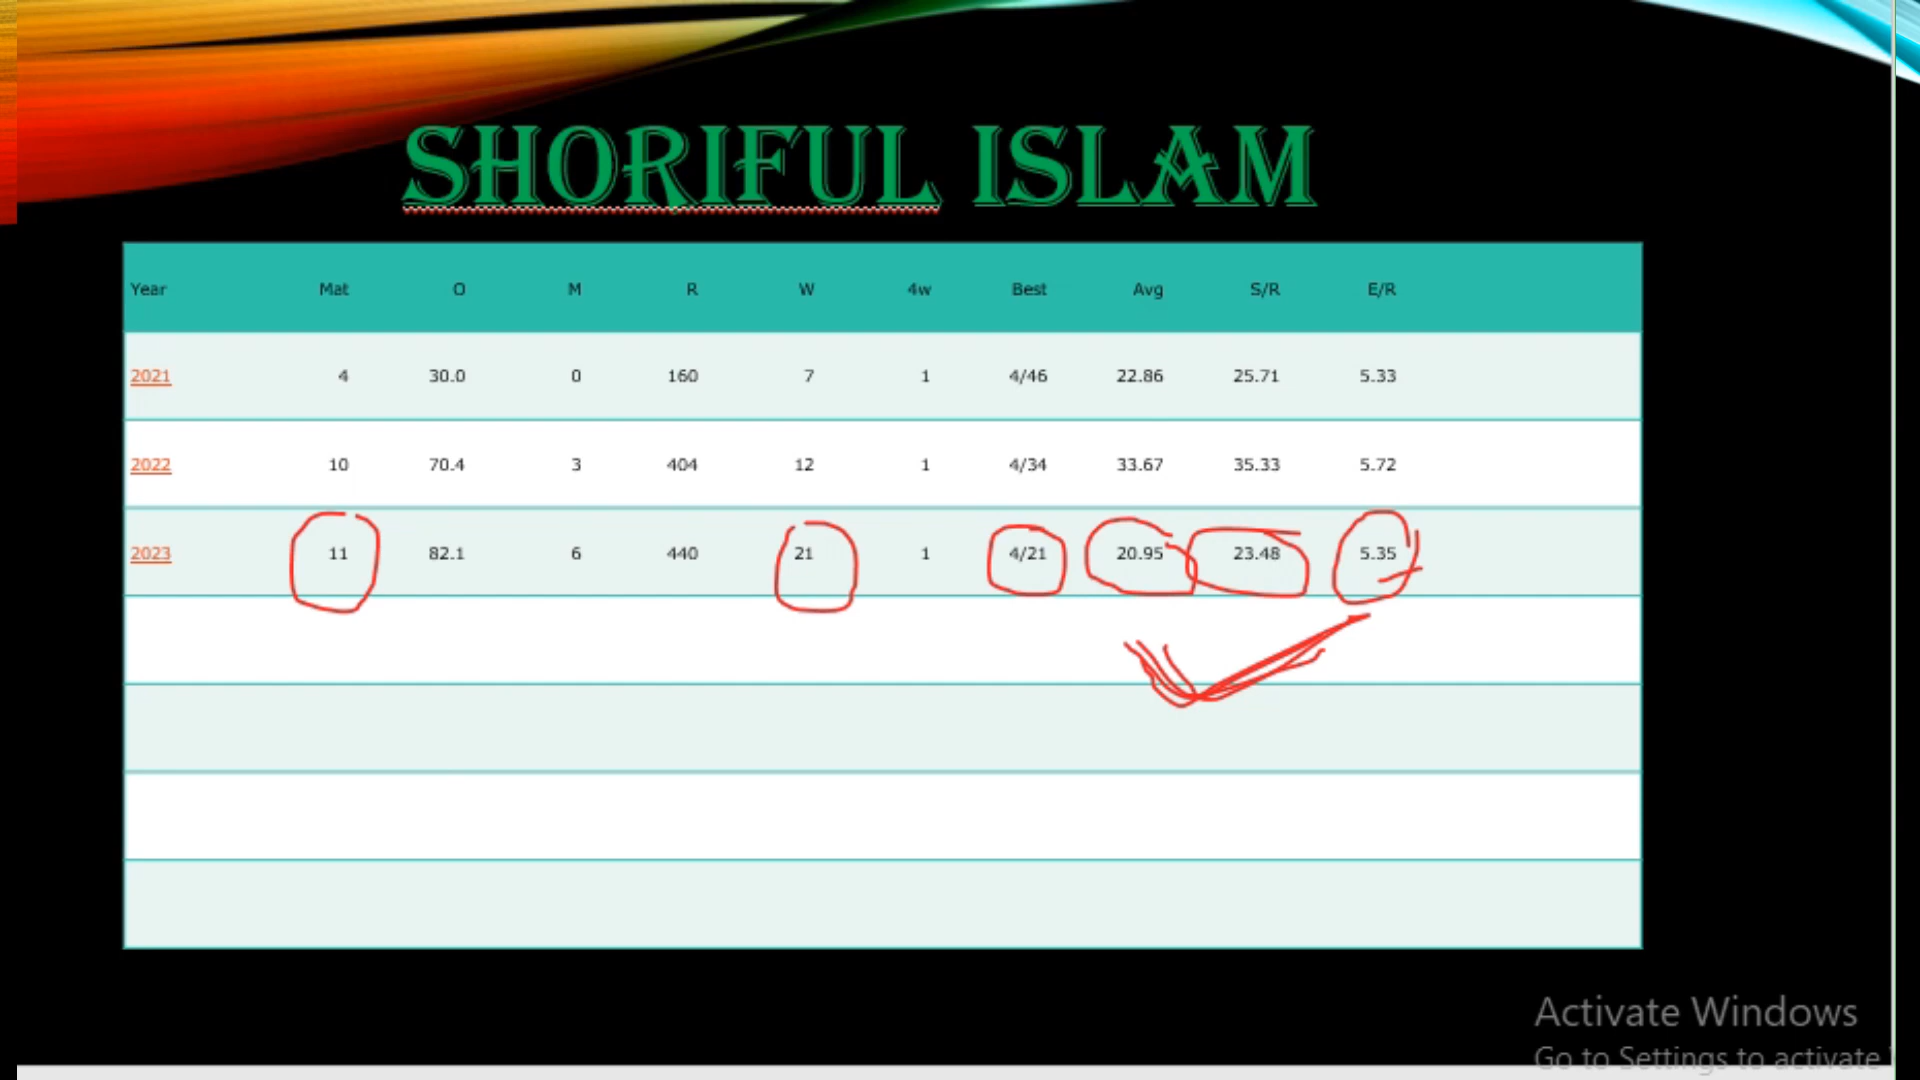 SHORIFUL ISLAM
Year Mat O M R W 4w Best Avg S/R E/R
2021 4 30.0 0 160 7 1 4/46 22.86 25.71 5.33
2022 10 70.4 3 404 12 1 4/34 33.67 35.33 5.72
2023 11 82.1 6 440 21 1 4/21 20.95 23.48 5.35
Activate Windows
Go to Settings to activate